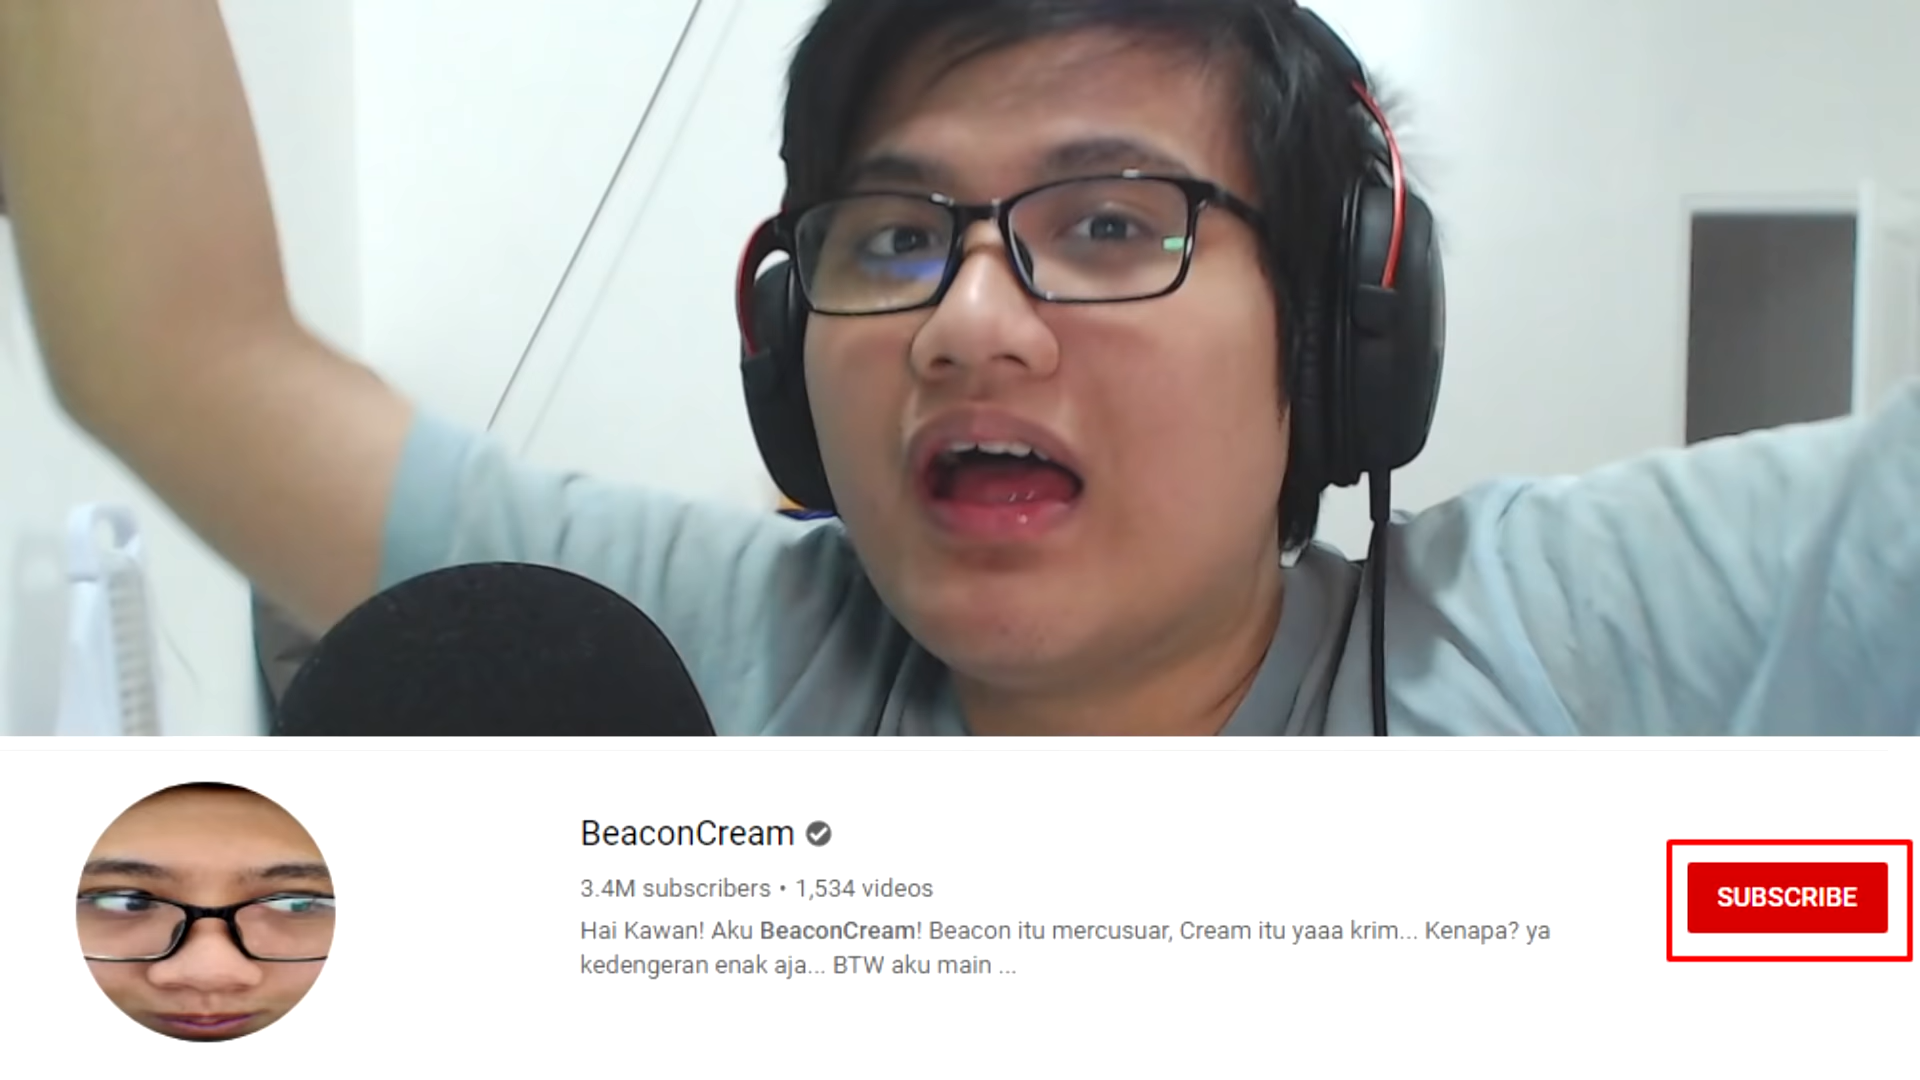 BeaconCream
3.4M subscribers • 1,534 videos
Hai Kawan! Aku BeaconCream! Beacon itu mercusuar, Cream itu yaaa krim... Kenapa? ya
kedengeran enak aja... BTW aku main ...
SUBSCRIBE